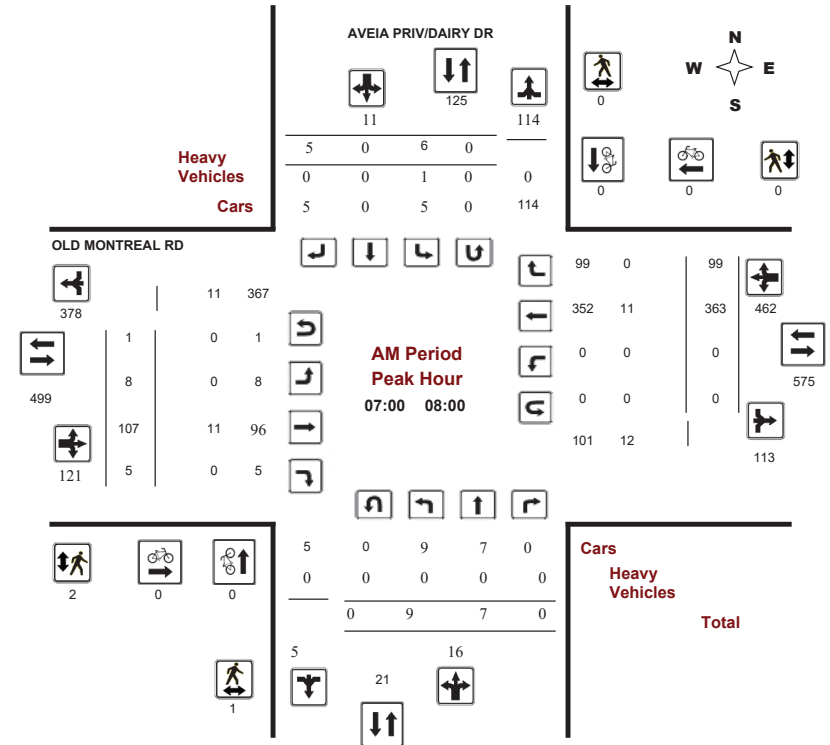 AVEIA PRIV/DAIRY DR
N
W E
S
125
0
11
114
5 0 6 0
Heavy
Vehicles
0 0 1 0 0
Cars
5 0 5 0 114
0 0 0
OLD MONTREAL RD
378
11 367
99 0 99
352 11 363 462
1 0 1
499
AM Period
Peak Hour
07:00 08:00
0 0 0
575
8 0 8
0 0 0
107 11 96
101 12
113
121
5 0 5
5 0 9 7 0
Cars
0 0 0 0 0
Heavy
Vehicles
2 0 0
0 9 7 0
Total
5
16
21
1